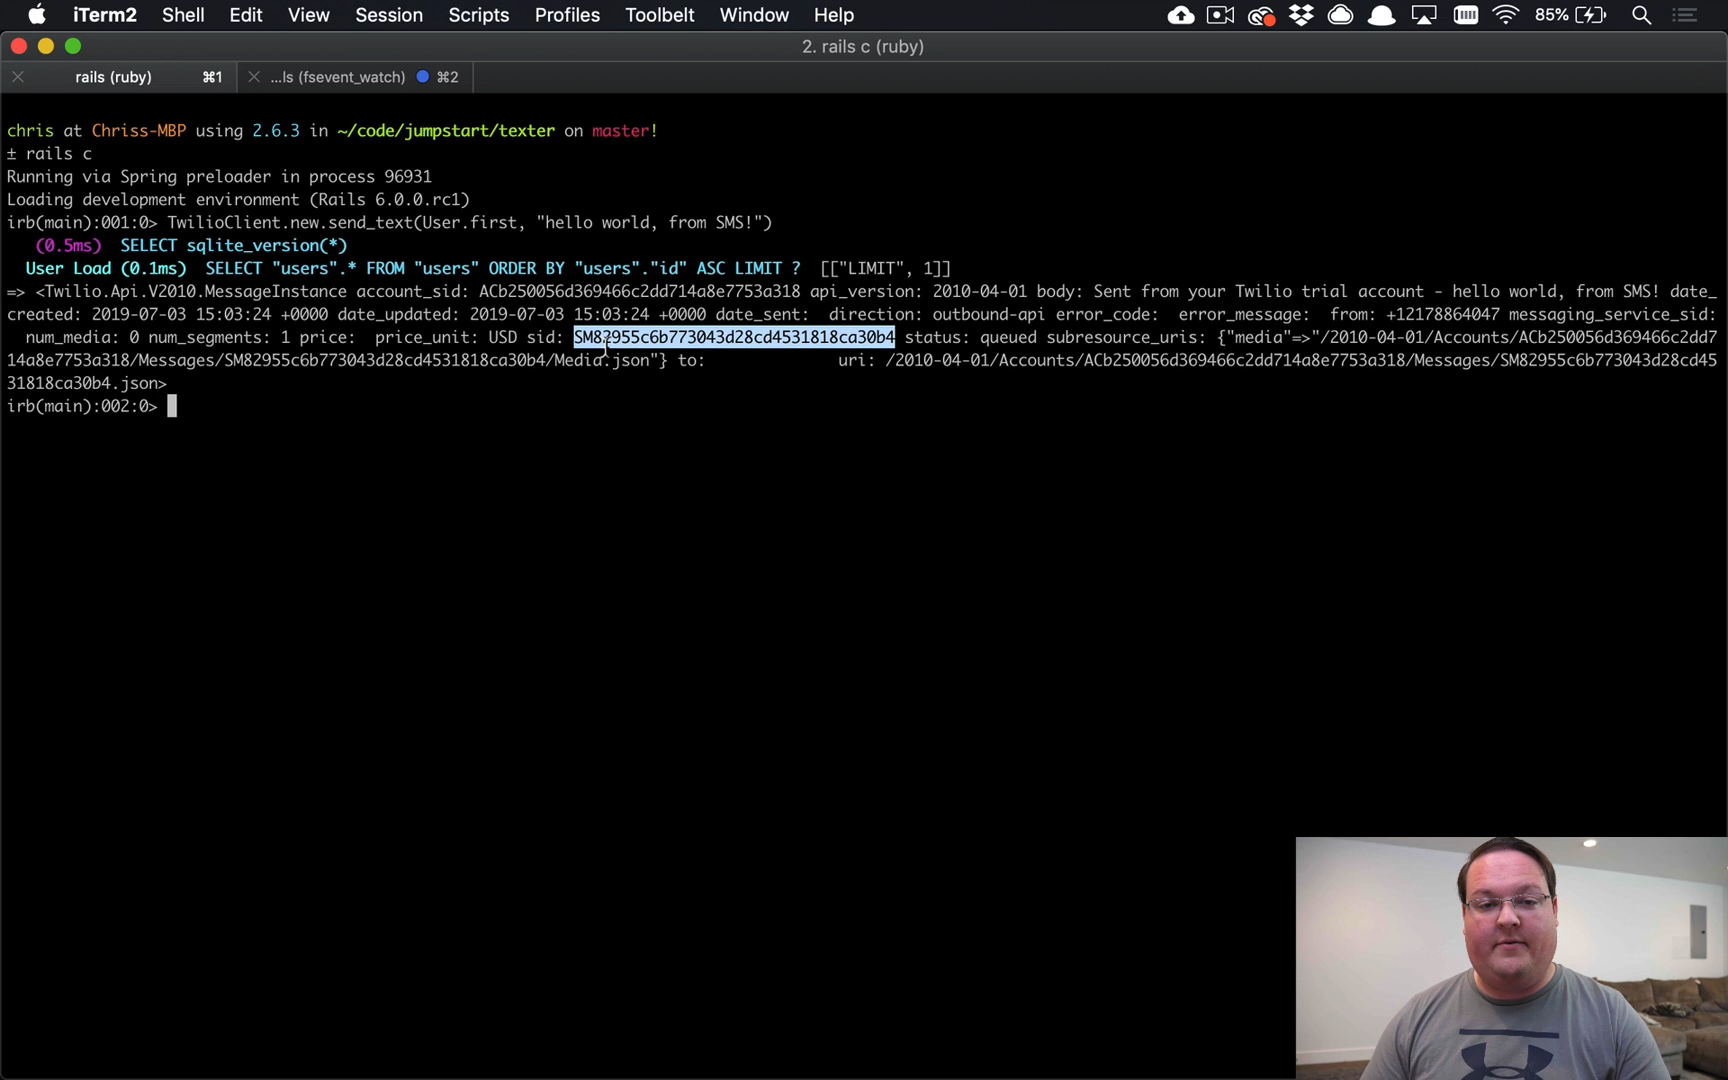 iTerm2 Shell Edit View Session Scripts Profiles Toolbelt Window Help 85%
2. rails c (ruby)
rails (ruby) ⌘1 ...ls (fsevent_watch) ⌘2
chris at Chriss-MBP using 2.6.3 in ~/code/jumpstart/texter on master!
± rails c
Running via Spring preloader in process 96931
Loading development environment (Rails 6.0.0.rc1)
irb(main):001:0> TwilioClient.new.send_text(User.first, "hello world, from SMS!")
(0.5ms) SELECT sqlite_version(*)
User Load (0.1ms) SELECT "users".* FROM "users" ORDER BY "users"."id" ASC LIMIT ? [["LIMIT", 1]]
=> <Twilio.Api.V2010.MessageInstance account_sid: ACb250056d369466c2dd714a8e7753a318 api_version: 2010-04-01 body: Sent from your Twilio trial account - hello world, from SMS! date_
created: 2019-07-03 15:03:24 +0000 date_updated: 2019-07-03 15:03:24 +0000 date_sent: direction: outbound-api error_code: error_message: from: +12178864047 messaging_service_sid:
num_media: 0 num_segments: 1 price: price_unit: USD sid: SM82955c6b773043d28cd4531818ca30b4 status: queued subresource_uris: {"media"=>"/2010-04-01/Accounts/ACb250056d369466c2dd7
14a8e7753a318/Messages/SM82955c6b773043d28cd4531818ca30b4/Media.json"} to: uri: /2010-04-01/Accounts/ACb250056d369466c2dd714a8e7753a318/Messages/SM82955c6b773043d28cd45
31818ca30b4.json>
irb(main):002:0>